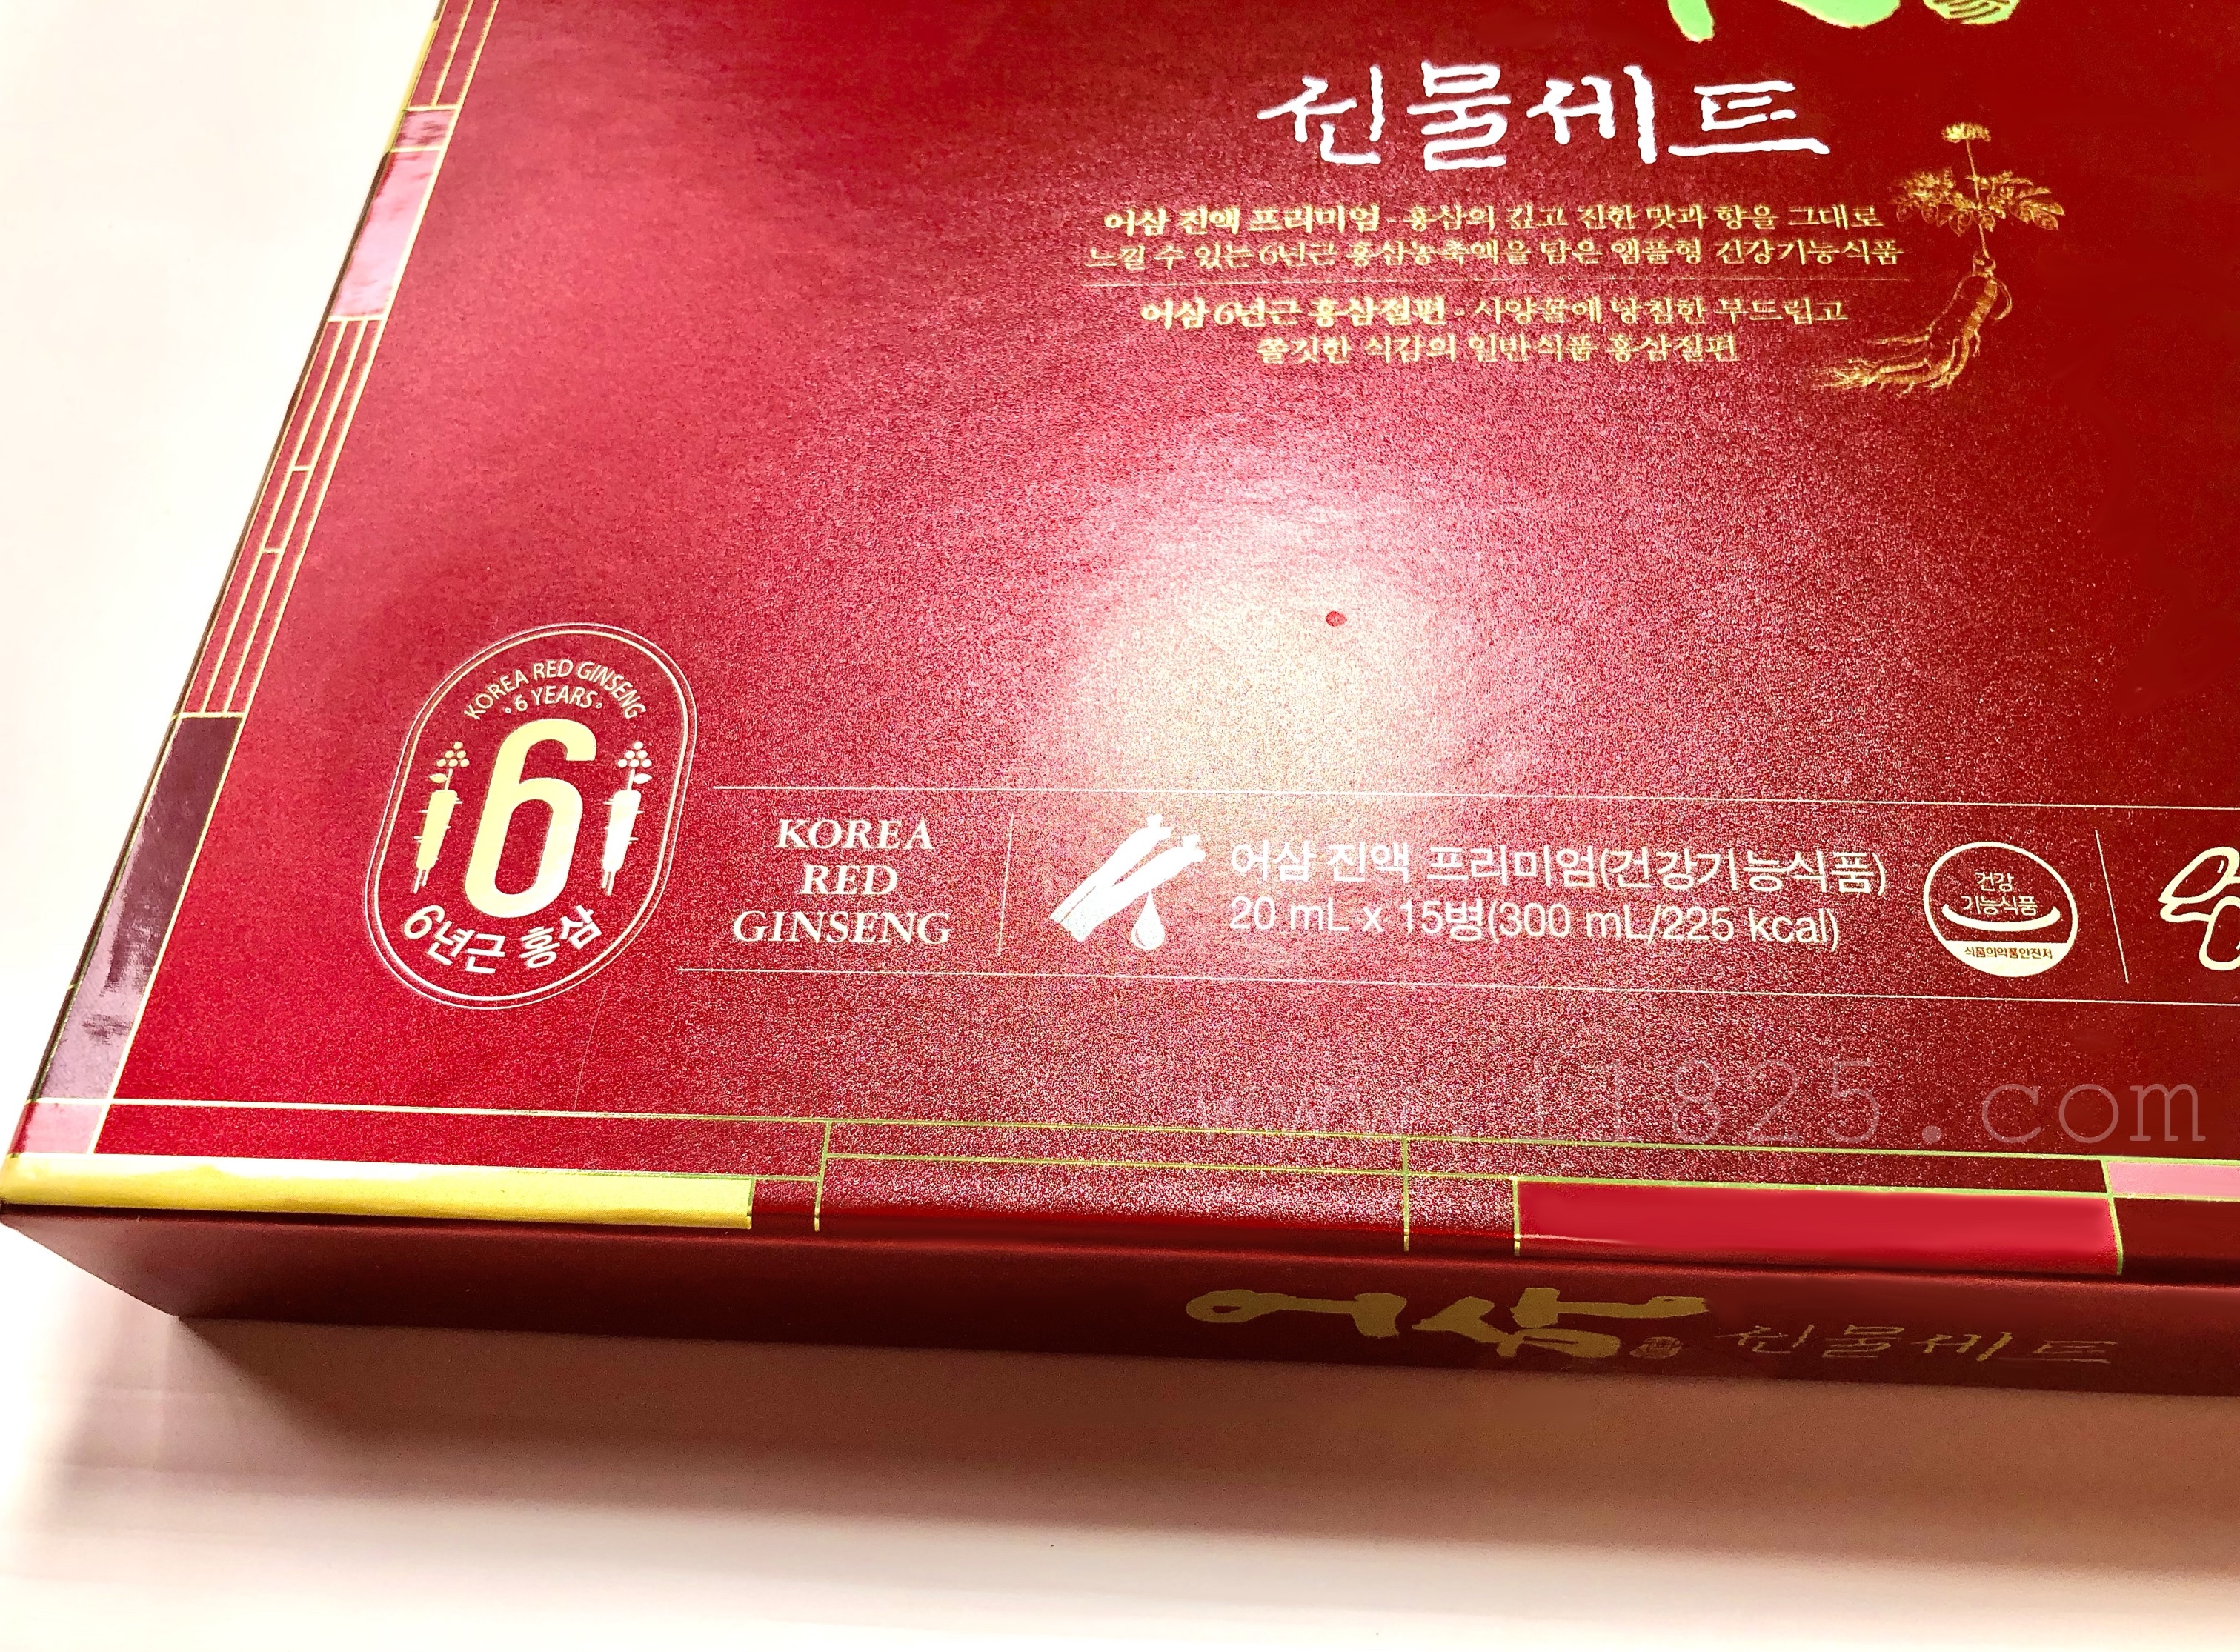 선물세트
어삼 진액 프리미엄 - 홍삼의 깊고 진한 맛과 향을 그대로
느낄 수 있는 6년근 홍삼농축액을 담은 앰플형 건강기능식품
어삼 6년근 홍삼절편 - 사양꿀에 당침한 부드럽고
쫄깃한 식감의 일반식품 홍삼절편
KOREA RED GINSENG
6 YEARS
6
6년근 홍삼
KOREA
RED
GINSENG
어삼 진액 프리미엄(건강기능식품)
20 mL x 15병(300 mL/225 kcal)
건강
기능식품
식품의약품안전처
어삼 선물세트